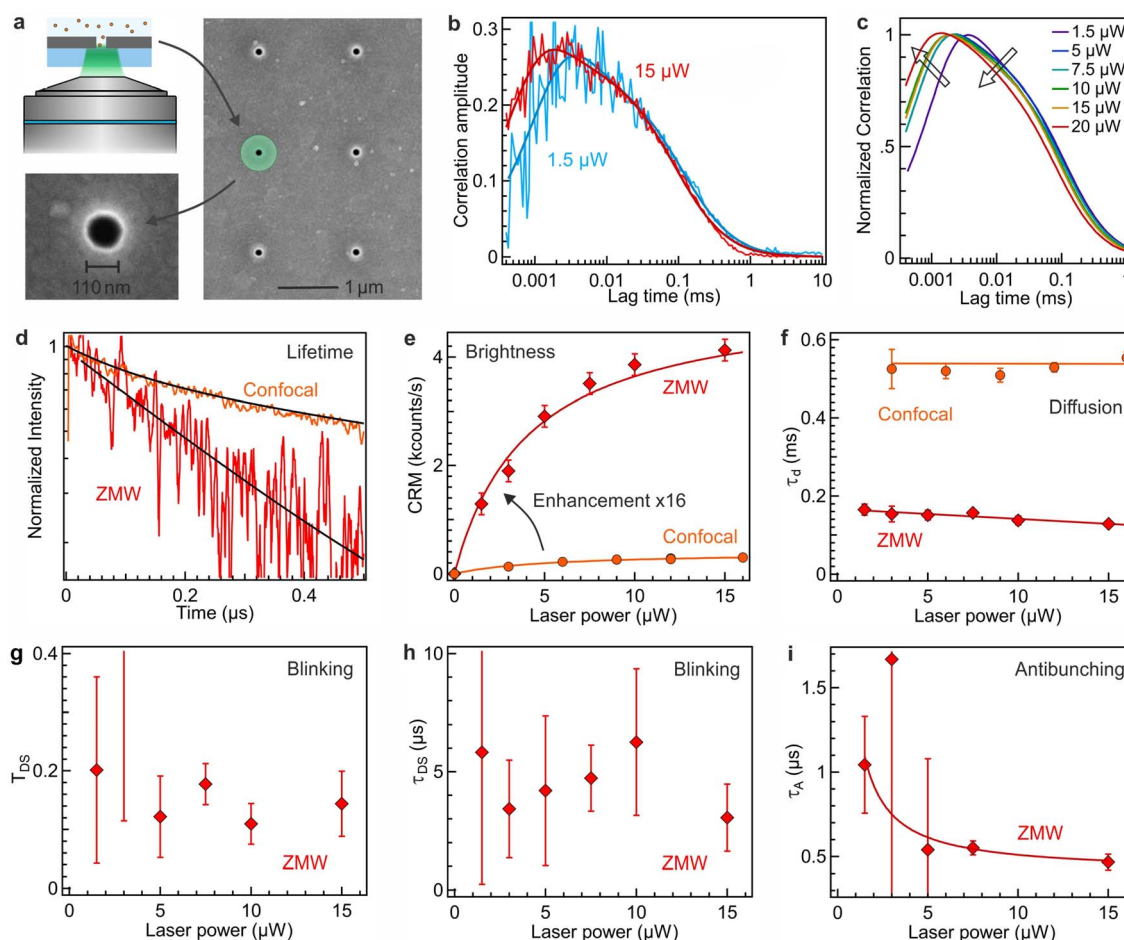 a
110 nm
1 µm
b
Correlation amplitude
0.3
0.2
0.1
0
15 µW
1.5 µW
0.001
0.01
0.1
1
10
Lag time (ms)
c
Normalized Correlation
1
0.5
0
1.5 µW
5 µW
7.5 µW
10 µW
15 µW
20 µW
0.001
0.01
0.1
1
Lag time (ms)
d
Lifetime
Normalized Intensity
1
Confocal
ZMW
0
0.2
0.4
Time (µs)
e
Brightness
CRM (kcounts/s)
4
2
0
ZMW
Enhancement x16
Confocal
0
5
10
15
Laser power (µW)
f
τd (ms)
0.6
0.4
0.2
0
Confocal
Diffusion
ZMW
0
5
10
15
Laser power (µW)
g
Blinking
TDS
0.4
0.2
0
ZMW
0
5
10
15
Laser power (µW)
h
Blinking
τDS (µs)
10
5
0
ZMW
0
5
10
15
Laser power (µW)
i
Antibunching
τA (µs)
1.5
1
0.5
ZMW
0
5
10
15
Laser power (µW)